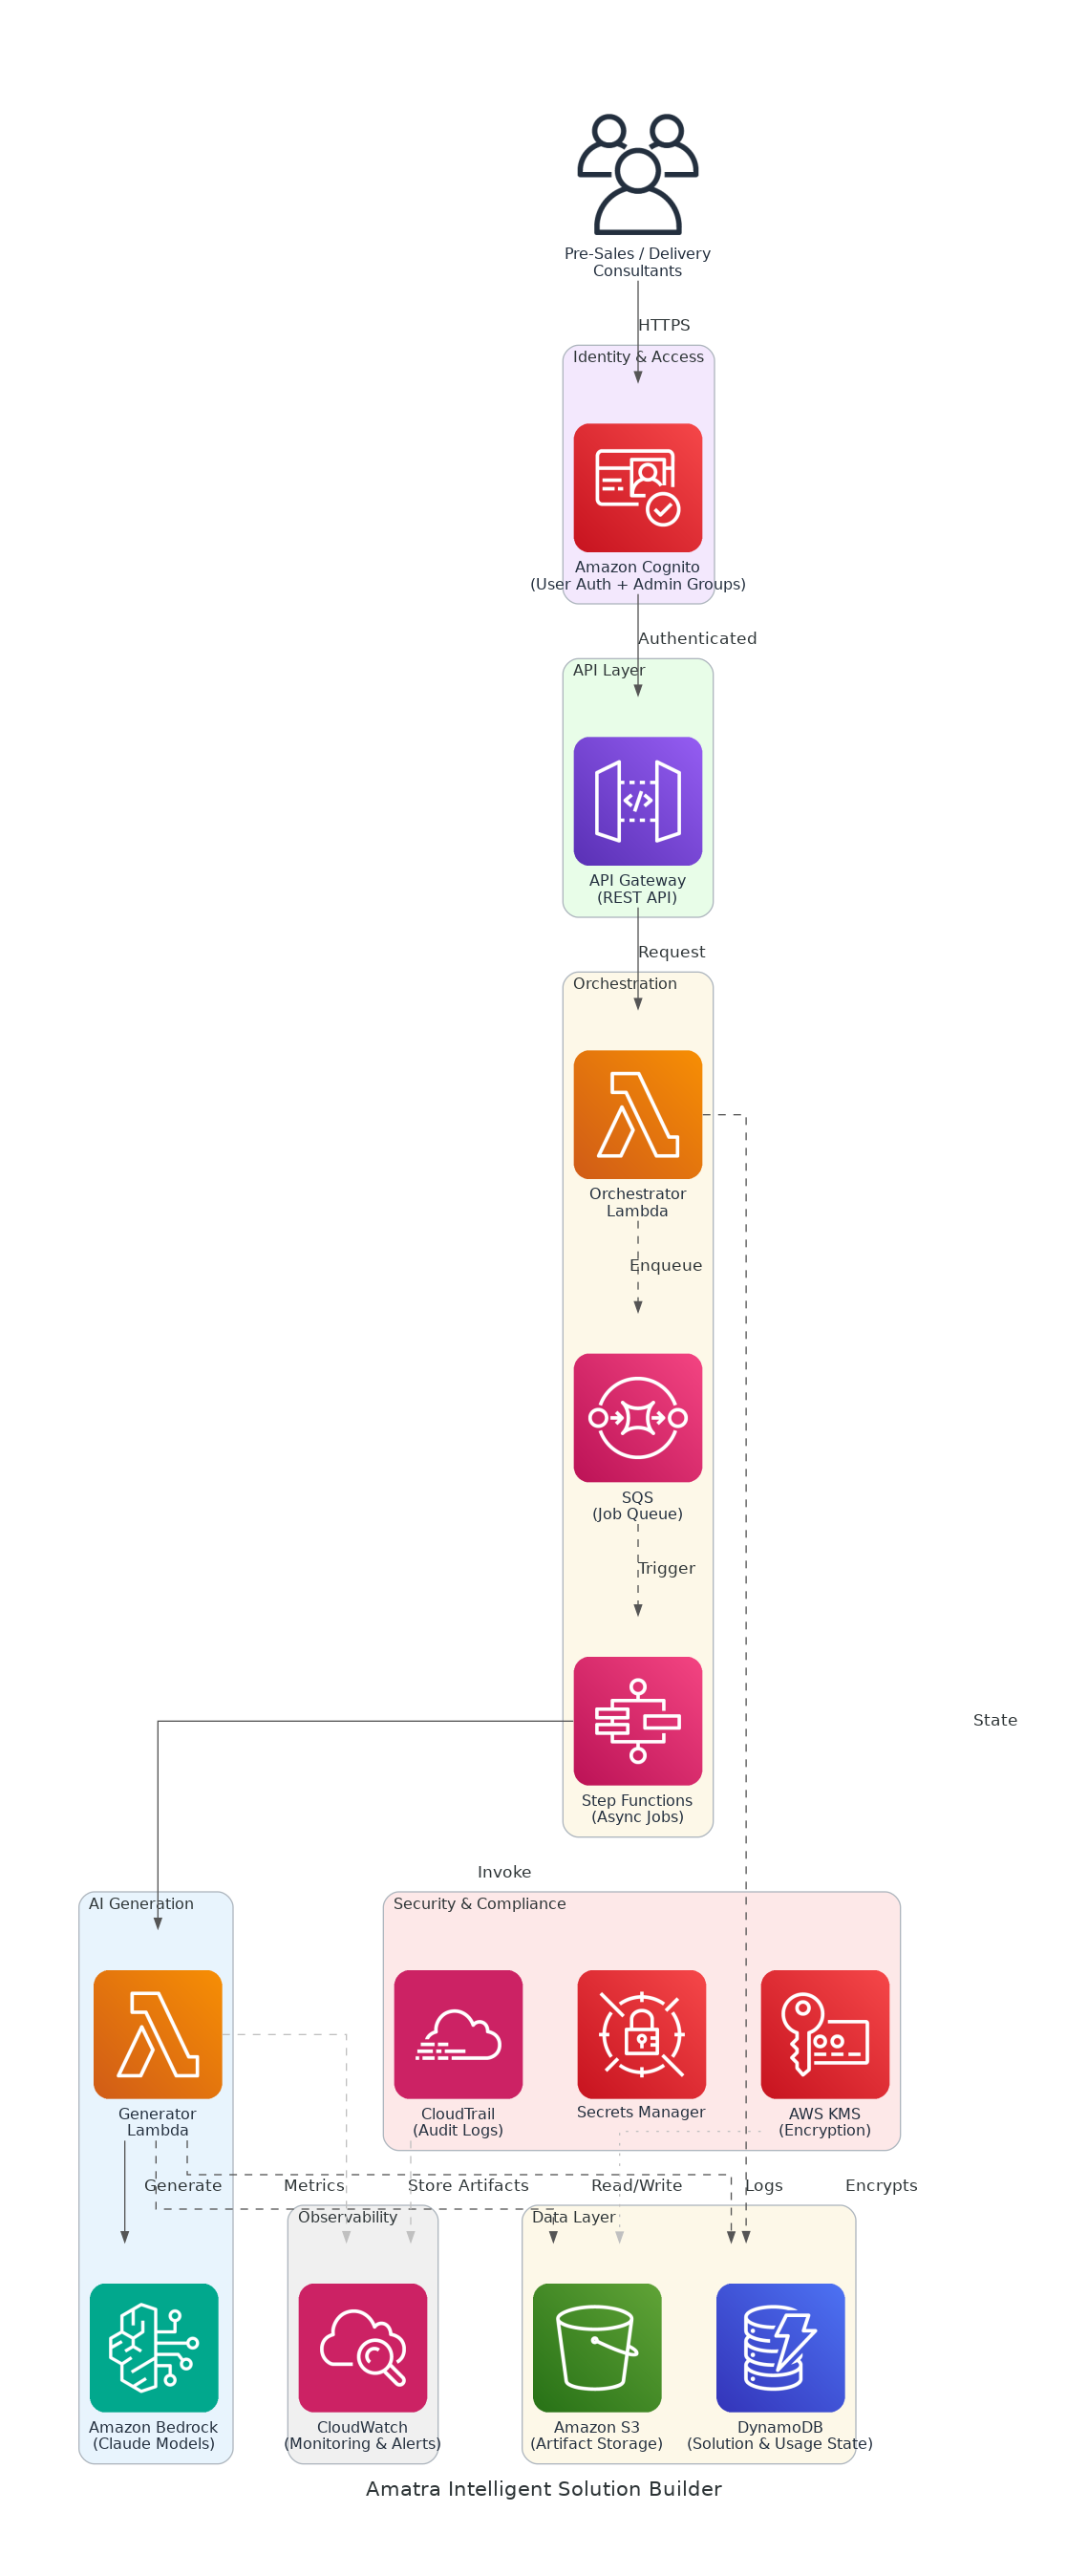 Pre-Sales / Delivery
Consultants
HTTPS
Identity & Access
Amazon Cognito
(User Auth + Admin Groups)
Authenticated
API Layer
API Gateway
(REST API)
Request
Orchestration
Orchestrator
Lambda
Enqueue
SQS
(Job Queue)
Trigger
State
Step Functions
(Async Jobs)
Invoke
AI Generation
Security & Compliance
Generator
Lambda
CloudTrail
(Audit Logs)
Secrets Manager
AWS KMS
(Encryption)
Generate
Metrics
Store Artifacts
Read/Write
Logs
Encrypts
Observability
Data Layer
Amazon Bedrock
(Claude Models)
CloudWatch
(Monitoring & Alerts)
Amazon S3
(Artifact Storage)
DynamoDB
(Solution & Usage State)
Amatra Intelligent Solution Builder